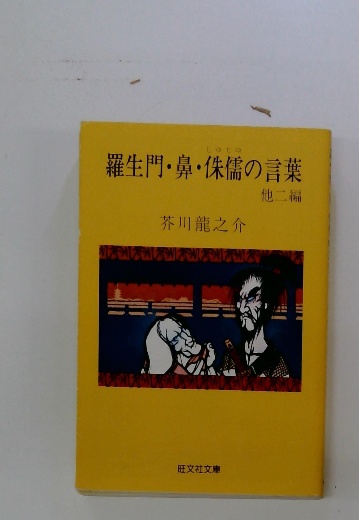 しゅじゅ
羅生門・鼻・侏儒の言葉
他二編
芥川龍之介
旺文社文庫